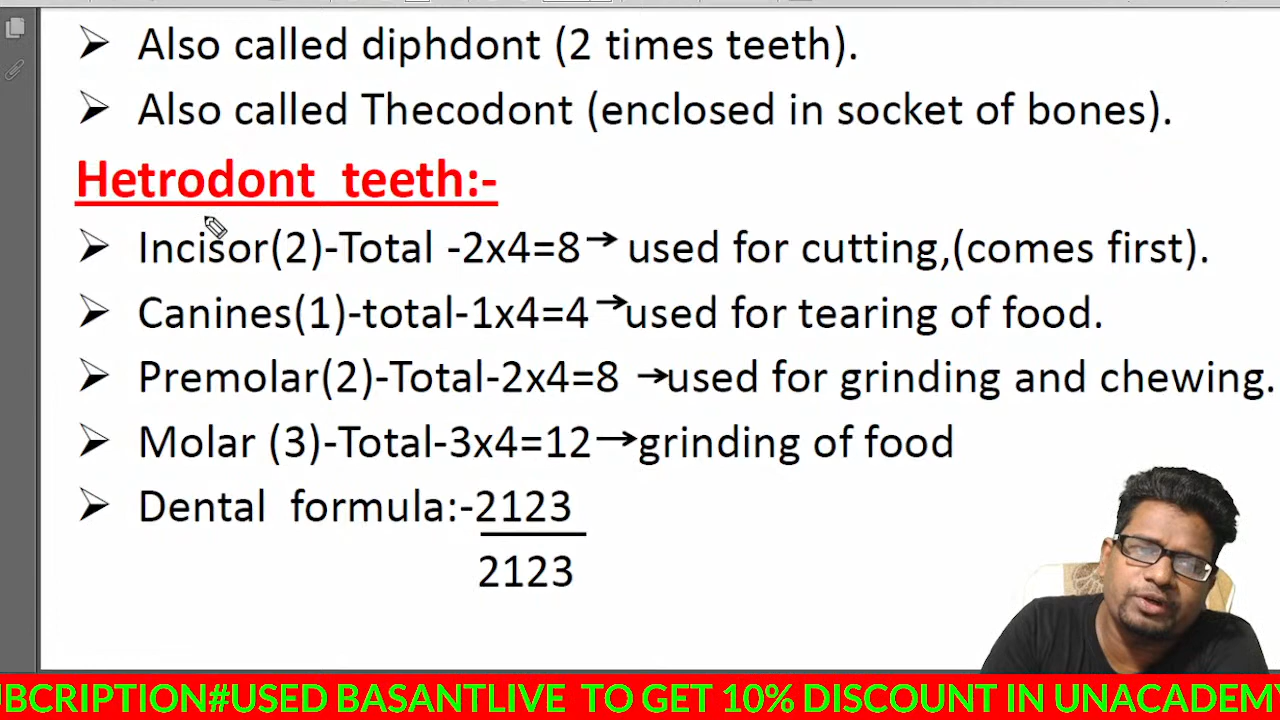 Also called diphdont (2 times teeth).
Also called Thecodont (enclosed in socket of bones).
Hetrodont teeth:-
Incisor(2)-Total -2x4=8→ used for cutting,(comes first).
Canines(1)-total-1x4=4 →used for tearing of food.
Premolar(2)-Total-2x4=8 →used for grinding and chewing.
Molar (3)-Total-3x4=12→grinding of food
Dental formula:-2123
2123
UBCRIPTION#USED BASANTLIVE TO GET 10% DISCOUNT IN UNACADEMY